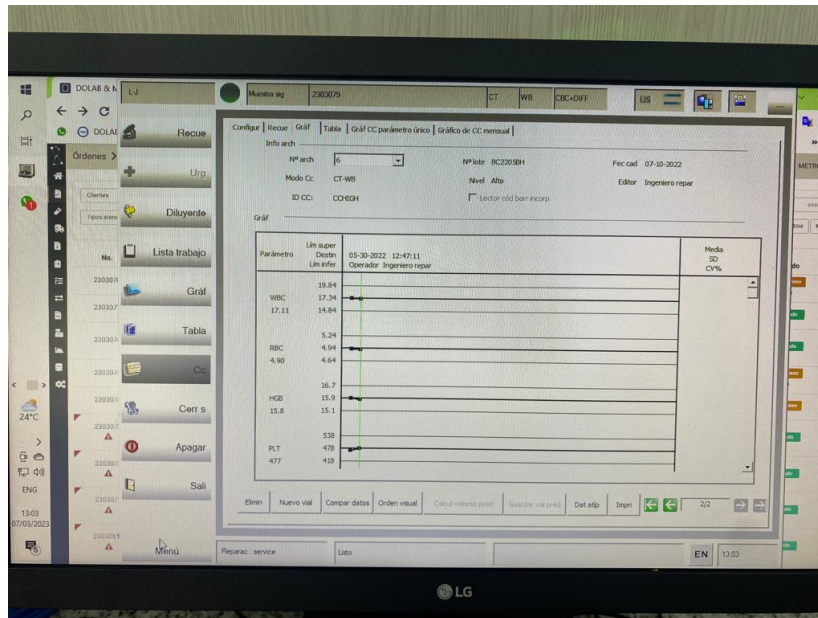 DOLAB & M
L-J
Muestra sig 2303079 CT WB CBC+DIFF LIS
DOLAB
Recue
Configur Recue Gráf Tabla Gráf CC parámetro único Gráfico de CC mensual
Info arch
Órdenes >
Nº arch 6 Nº lote BC2205BH Fec cad 07-10-2022
Urg
Modo Cc CT-WB Nivel Alto Editor Ingeniero repar
Clientes
ID CC: CCHIGH Lector cód barr incorp
Diluyente
Gráf
No.
Lista trabajo
Parámetro Lím super Media
Destin 05-30-2022 12:47:11 SD
Lím infer Operador Ingeniero repar CV%
Gráf
19.84
WBC 17.34
17.11 14.84
Tabla
5.24
RBC 4.94
4.90 4.64
Cc
16.7
HGB 15.9
15.8 15.1
Cerr s
24°C
538
PLT 478
477 418
Apagar
Sali
Elimin Nuevo vial Compar datos Orden visual Calcul valores pred Guardar val pred Dat atíp Impri 2/2
ENG
13:03
07/03/2023
Menú
Reparac : service Listo EN 13:03
LG